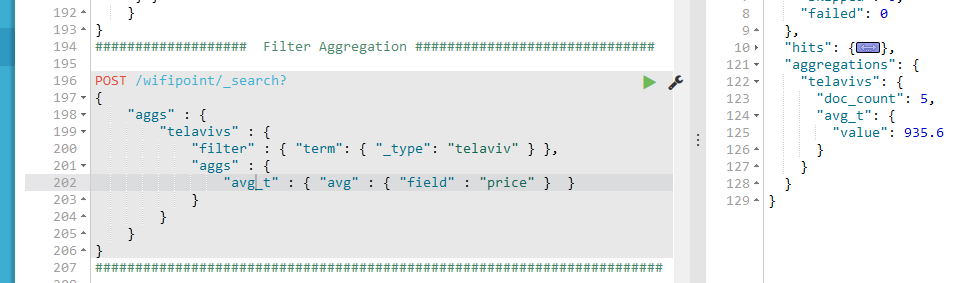 192 }
193 }
194 ################### Filter Aggregation ##############################
195
196 POST /wifipoint/_search?
197 {
198 "aggs" : {
199 "telavivs" : {
200 "filter" : { "term": { "_type": "telaviv" } },
201 "aggs" : {
202 "avg_t" : { "avg" : { "field" : "price" } }
203 }
204 }
205 }
206 }
207 #######################################################################
8 "failed": 0
9 },
10 "hits": {},
121 "aggregations": {
122 "telavivs": {
123 "doc_count": 5,
124 "avg_t": {
125 "value": 935.6
126 }
127 }
128 }
129 }